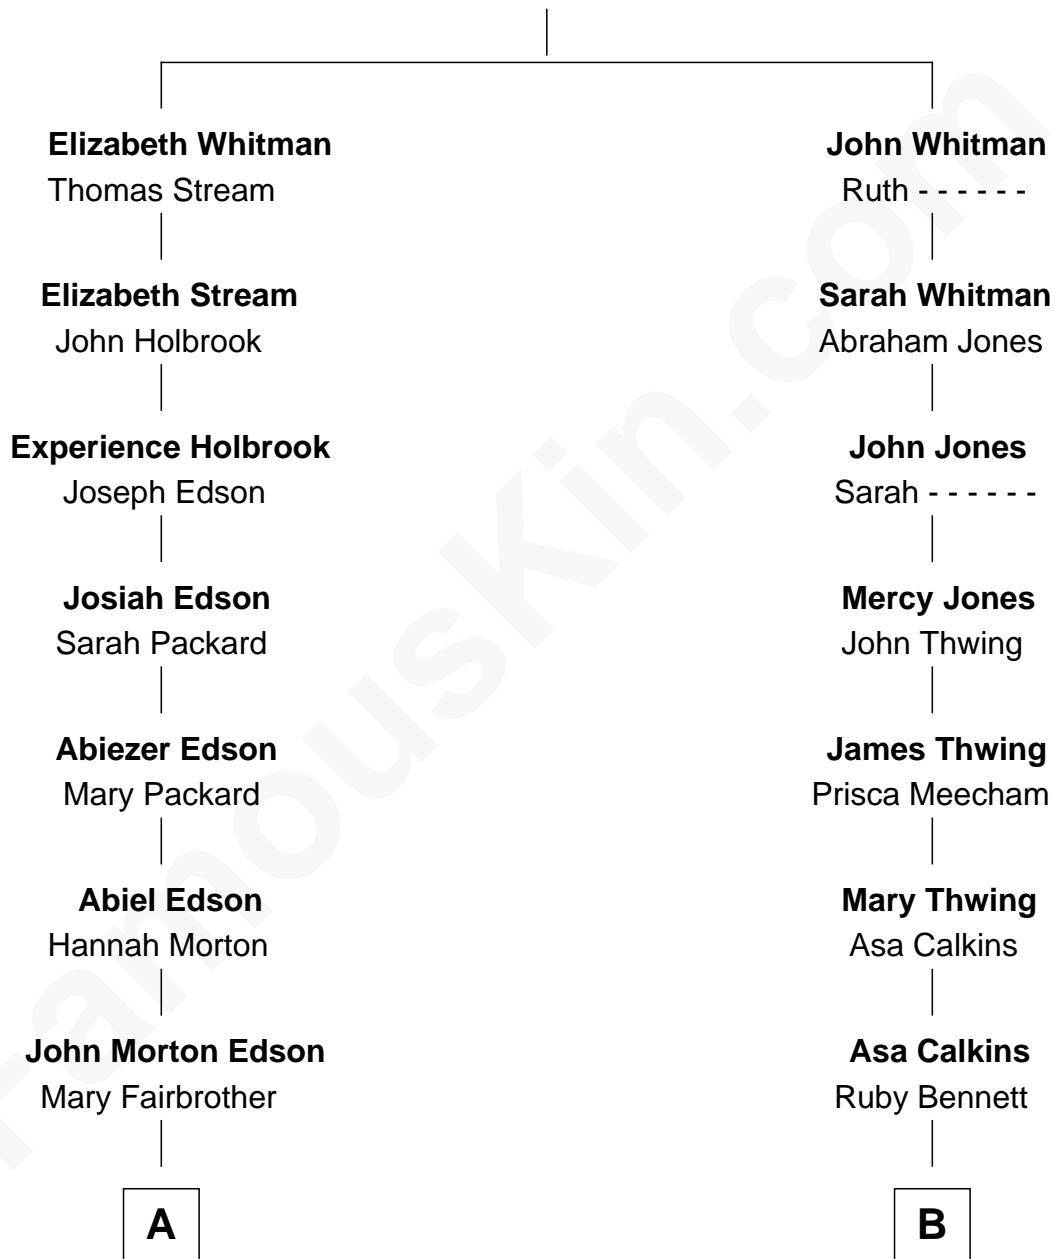 Elizabeth Whitman
Thomas Stream
John Whitman
Ruth - - - - - -
Elizabeth Stream
John Holbrook
Sarah Whitman
Abraham Jones
Experience Holbrook
Joseph Edson
John Jones
Sarah - - - - - -
Josiah Edson
Sarah Packard
Mercy Jones
John Thwing
Abiezer Edson
Mary Packard
James Thwing
Prisca Meecham
Abiel Edson
Hannah Morton
Mary Thwing
Asa Calkins
John Morton Edson
Mary Fairbrother
Asa Calkins
Ruby Bennett
A
B
FamousKin.com